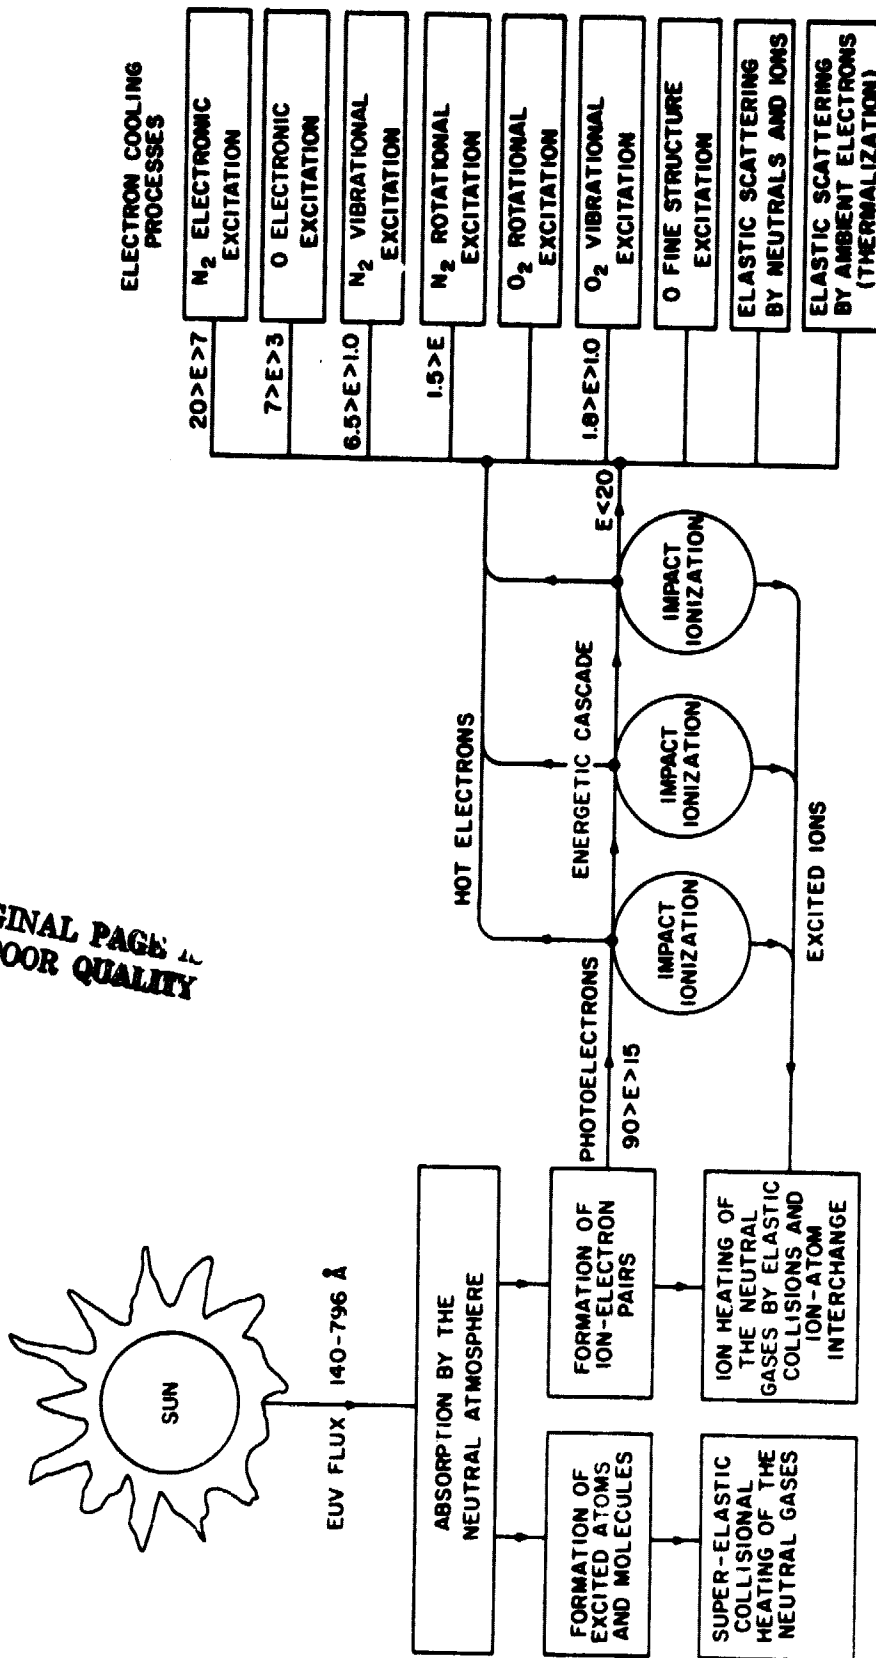 SUN
EUV FLUX 140-796 Å
ABSORPTION BY THE
NEUTRAL ATMOSPHERE
FORMATION OF
EXCITED ATOMS
AND MOLECULES
SUPER-ELASTIC
COLLISIONAL
HEATING OF THE
NEUTRAL GASES
FORMATION OF
ION-ELECTRON
PAIRS
ION HEATING OF
THE NEUTRAL
GASES BY ELASTIC
COLLISIONS AND
ION-ATOM
INTERCHANGE
PHOTOELECTRONS
90>E>15
HOT ELECTRONS
ENERGETIC CASCADE
IMPACT
IONIZATION
IMPACT
IONIZATION
IMPACT
IONIZATION
EXCITED IONS
E<20
ELECTRON COOLING
PROCESSES
20>E>7
N₂ ELECTRONIC
EXCITATION
7>E>3
O ELECTRONIC
EXCITATION
6.5>E>1.0
N₂ VIBRATIONAL
EXCITATION
1.5>E
N₂ ROTATIONAL
EXCITATION
O₂ ROTATIONAL
EXCITATION
1.8>E>1.0
O₂ VIBRATIONAL
EXCITATION
O FINE STRUCTURE
EXCITATION
ELASTIC SCATTERING
BY NEUTRALS AND IONS
ELASTIC SCATTERING
BY AMBIENT ELECTRONS
(THERMALIZATION)
GINAL PAGE
POOR QUALITY